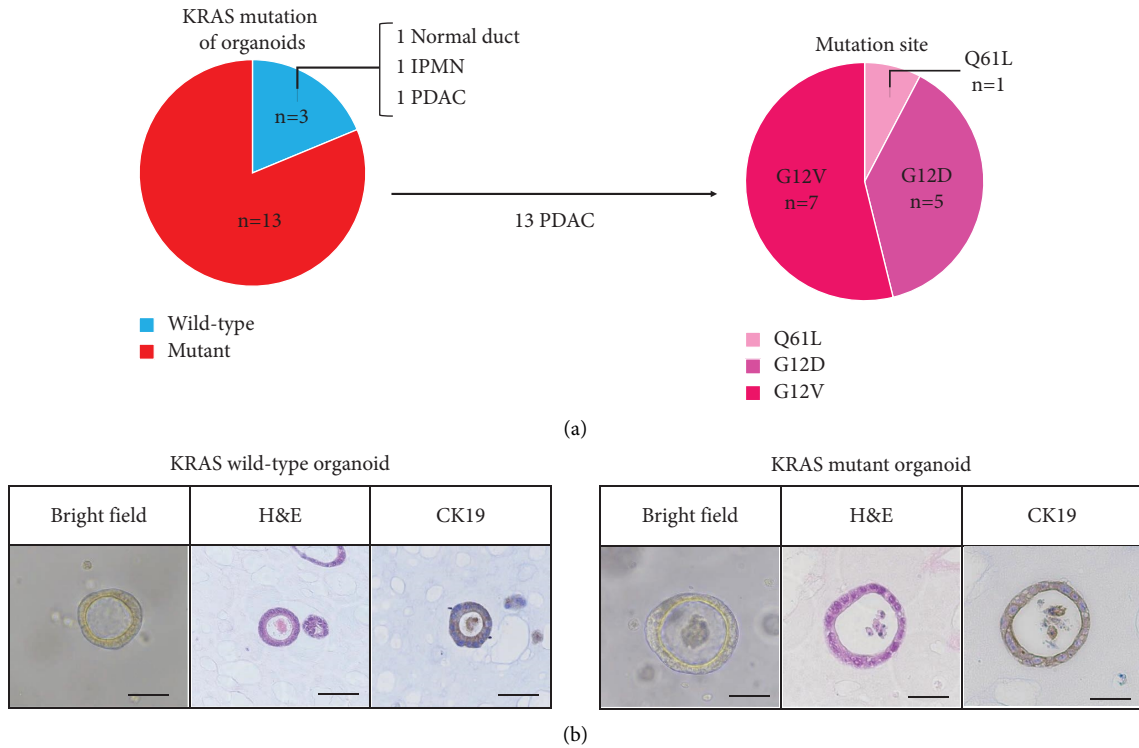 KRAS mutation
of organoids
1 Normal duct
1 IPMN
1 PDAC
n=3
n=13
13 PDAC
Mutation site
Q61L
n=1
G12V
n=7
G12D
n=5
Wild-type
Mutant
Q61L
G12D
G12V
(a)
KRAS wild-type organoid
Bright field
H&E
CK19
KRAS mutant organoid
Bright field
H&E
CK19
(b)